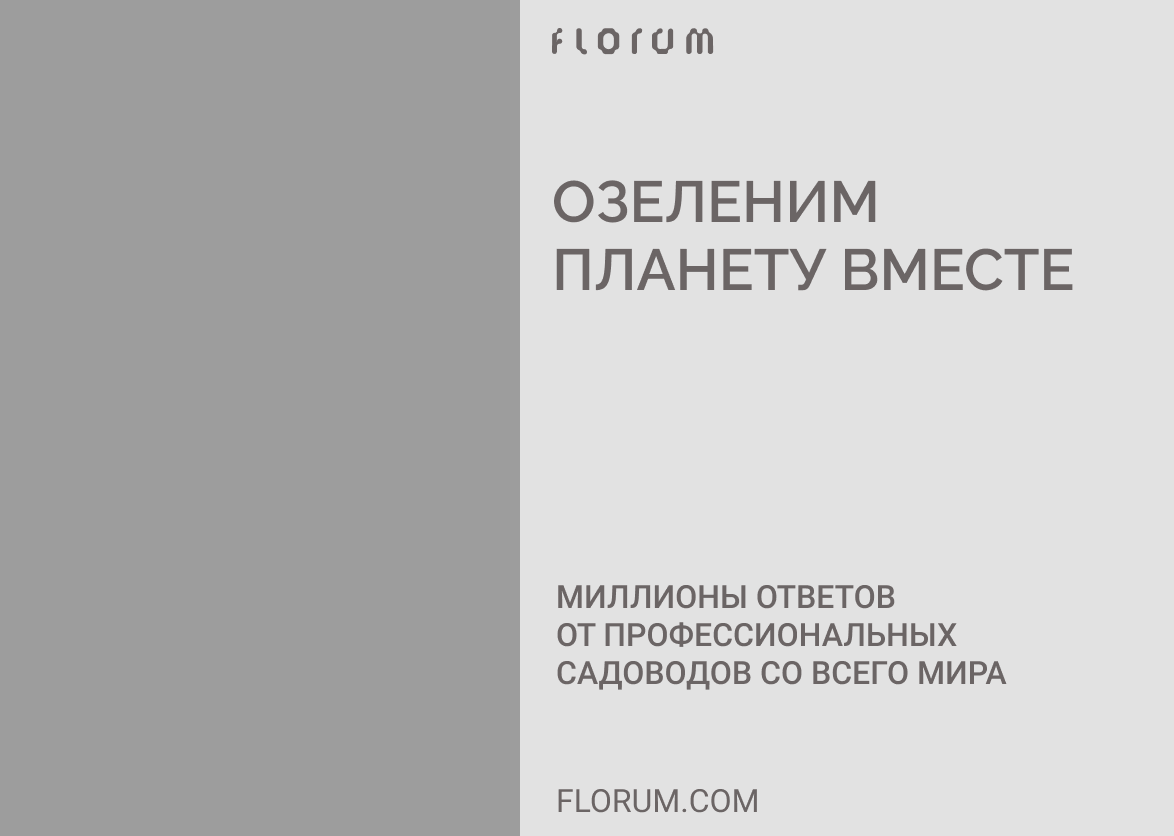 FLORUM
ОЗЕЛЕНИМ
ПЛАНЕТУ ВМЕСТЕ
МИЛЛИОНЫ ОТВЕТОВ
ОТ ПРОФЕССИОНАЛЬНЫХ
САДОВОДОВ СО ВСЕГО МИРА
FLORUM.COM